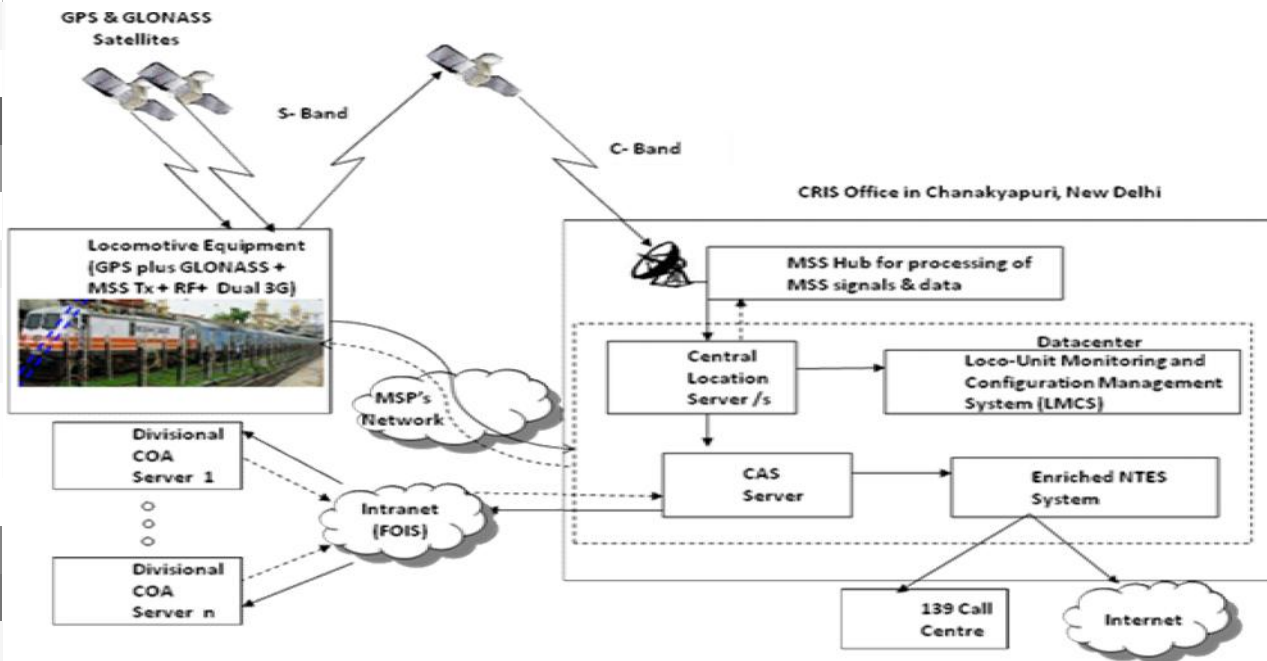 GPS & GLONASS
Satellites
S- Band
C- Band
CRIS Office in Chanakyapuri, New Delhi
Locomotive Equipment
(GPS plus GLONASS +
MSS Tx + RF+ Dual 3G)
MSS Hub for processing of
MSS signals & data
Datacenter
Central
Location
Server /s
Loco-Unit Monitoring and
Configuration Management
System (LMCS)
MSP's
Network
Divisional
COA
Server 1
CAS
Server
Enriched NTES
System
Intranet
(FOIS)
Divisional
COA
Server n
139 Call
Centre
Internet